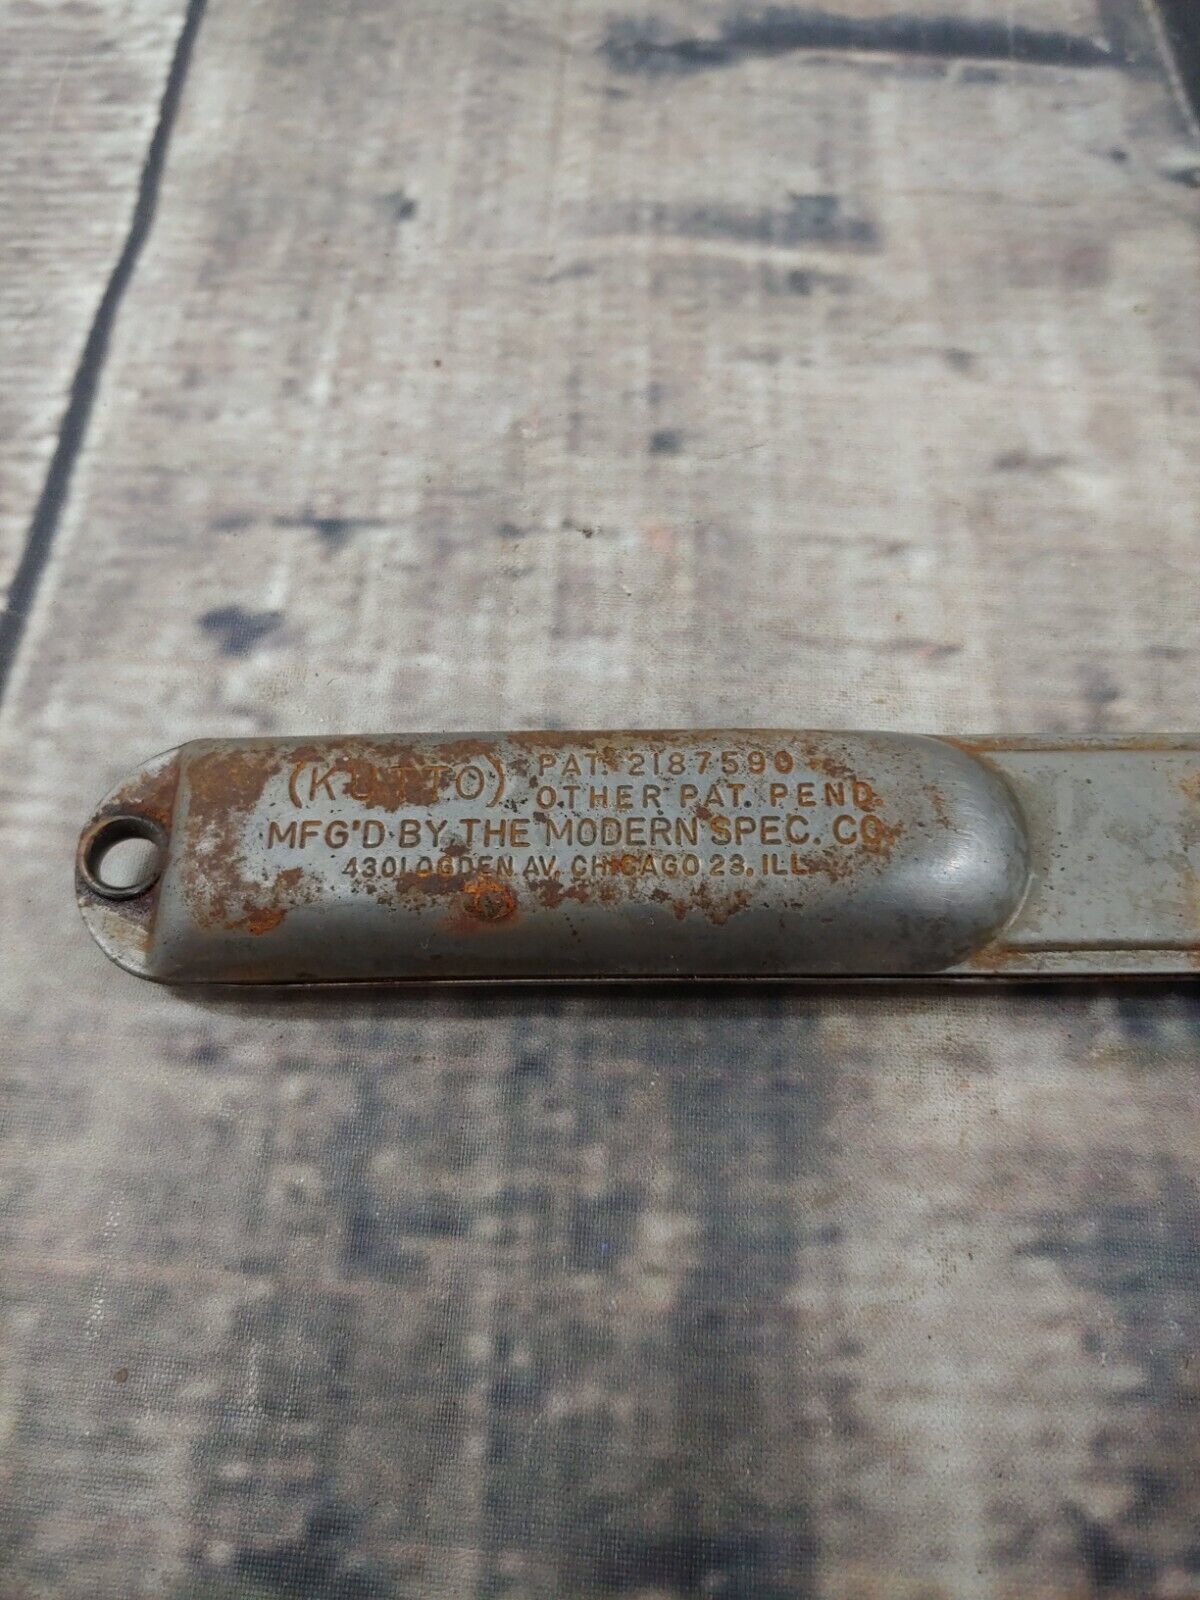 (KUTTO) PAT. 2187590
OTHER PAT. PEND.
MFG'D BY THE MODERN SPEC. CO.
4301 OGDEN AV. CHICAGO 23, ILL.